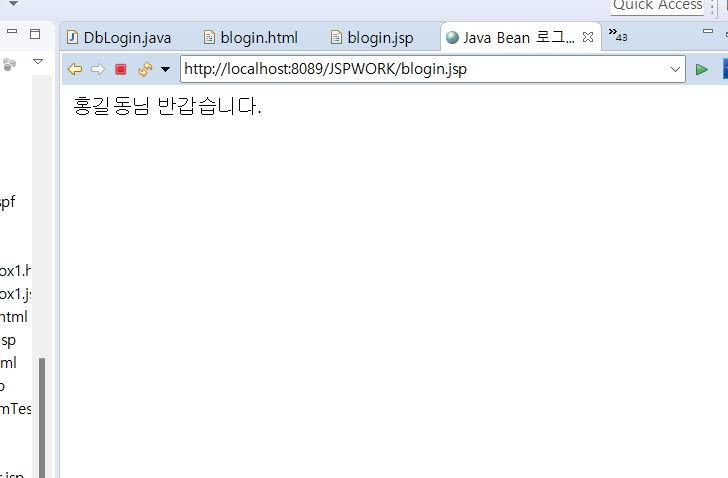 Quick Access
DbLogin.java blogin.html blogin.jsp Java Bean 로그... »43
http://localhost:8089/JSPWORK/blogin.jsp
홍길동님 반갑습니다.
spf
ox1.h
ox1.js
html
sp
ml
mTes
r.jsp